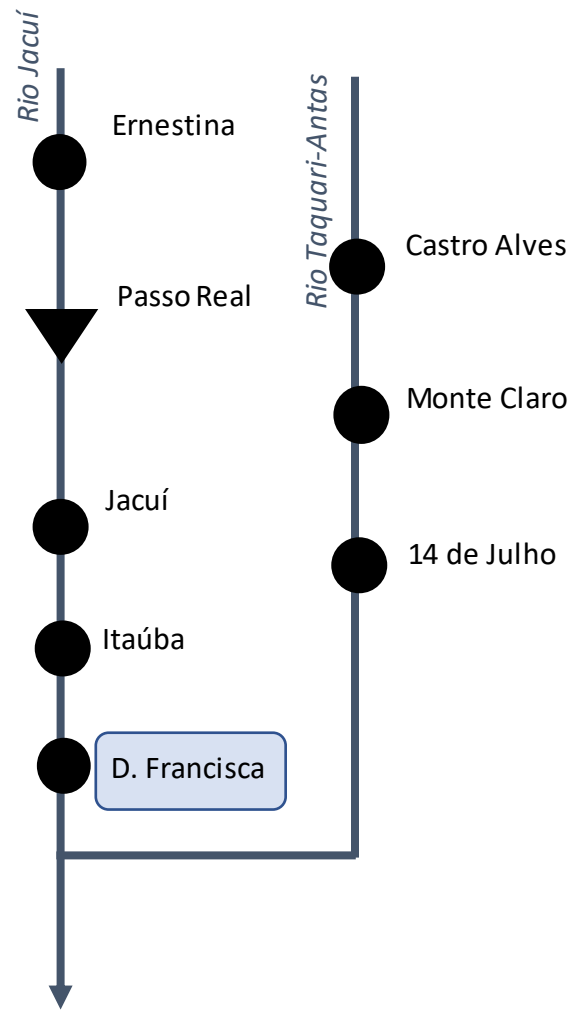 Rio Jacuí
Ernestina
Passo Real
Jacuí
Itaúba
D. Francisca
Rio Taquari-Antas
Castro Alves
Monte Claro
14 de Julho